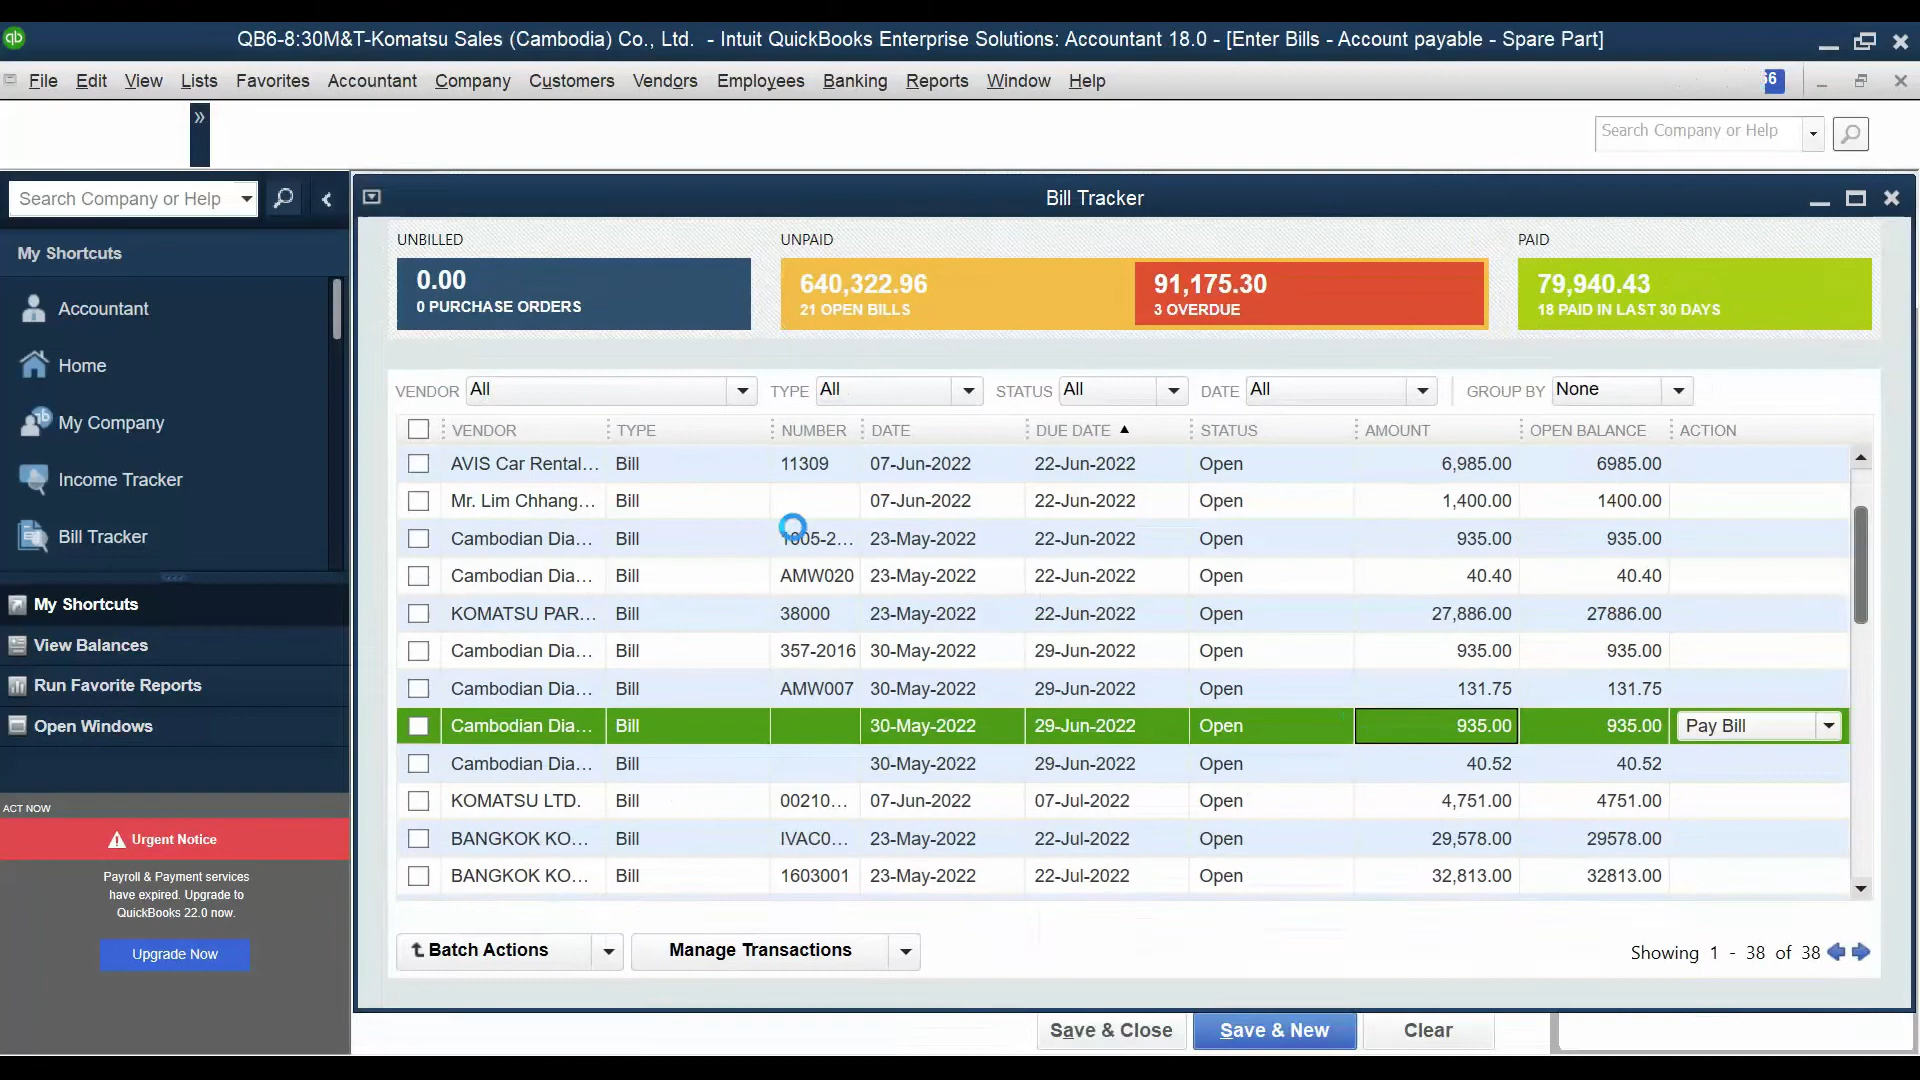 QB6-8:30M&T-Komatsu Sales (Cambodia) Co., Ltd. - Intuit QuickBooks Enterprise Solutions: Accountant 18.0 - [Enter Bills - Account payable - Spare Part]
File Edit View Lists Favorites Accountant Company Customers Vendors Employees Banking Reports Window Help
Search Company or Help
Search Company or Help
My Shortcuts
Accountant
Home
My Company
Income Tracker
Bill Tracker
My Shortcuts
View Balances
Run Favorite Reports
Open Windows
ACT NOW
Urgent Notice
Payroll & Payment services
have expired. Upgrade to
QuickBooks 22.0 now.
Upgrade Now
Bill Tracker
UNBILLED UNPAID PAID
0.00 640,322.96 91,175.30 79,940.43
0 PURCHASE ORDERS 21 OPEN BILLS 3 OVERDUE 18 PAID IN LAST 30 DAYS
VENDOR All TYPE All STATUS All DATE All GROUP BY None
VENDOR TYPE NUMBER DATE DUE DATE STATUS AMOUNT OPEN BALANCE ACTION
AVIS Car Rental... Bill 11309 07-Jun-2022 22-Jun-2022 Open 6,985.00 6985.00
Mr. Lim Chhang... Bill 07-Jun-2022 22-Jun-2022 Open 1,400.00 1400.00
Cambodian Dia... Bill 23-May-2022 22-Jun-2022 Open 935.00 935.00
Cambodian Dia... Bill AMW020 23-May-2022 22-Jun-2022 Open 40.40 40.40
KOMATSU PAR... Bill 38000 23-May-2022 22-Jun-2022 Open 27,886.00 27886.00
Cambodian Dia... Bill 357-2016 30-May-2022 29-Jun-2022 Open 935.00 935.00
Cambodian Dia... Bill AMW007 30-May-2022 29-Jun-2022 Open 131.75 131.75
Cambodian Dia... Bill 30-May-2022 29-Jun-2022 Open 935.00 935.00 Pay Bill
Cambodian Dia... Bill 30-May-2022 29-Jun-2022 Open 40.52 40.52
KOMATSU LTD. Bill 00210... 07-Jun-2022 07-Jul-2022 Open 4,751.00 4751.00
BANGKOK KO... Bill IVAC0... 23-May-2022 22-Jul-2022 Open 29,578.00 29578.00
BANGKOK KO... Bill 1603001 23-May-2022 22-Jul-2022 Open 32,813.00 32813.00
Batch Actions Manage Transactions Showing 1 - 38 of 38
Save & Close Save & New Clear